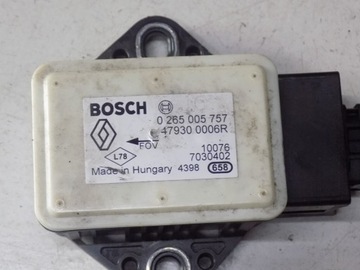 BOSCH
0 265 005 757
47930 0006R
FOV
L78
10076
7030402
Made in Hungary 4398 658